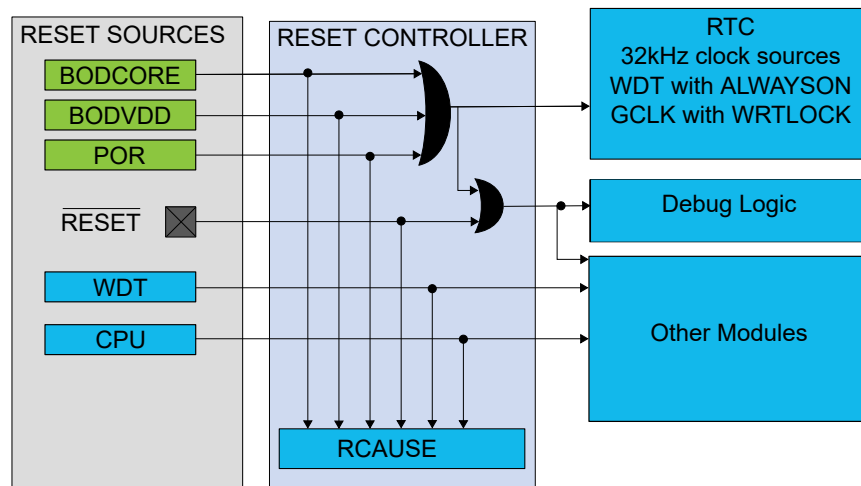 RESET SOURCES
BODCORE
BODVDD
POR
RESET
WDT
CPU
RESET CONTROLLER
RCAUSE
RTC
32kHz clock sources
WDT with ALWAYSON
GCLK with WRTLOCK
Debug Logic
Other Modules